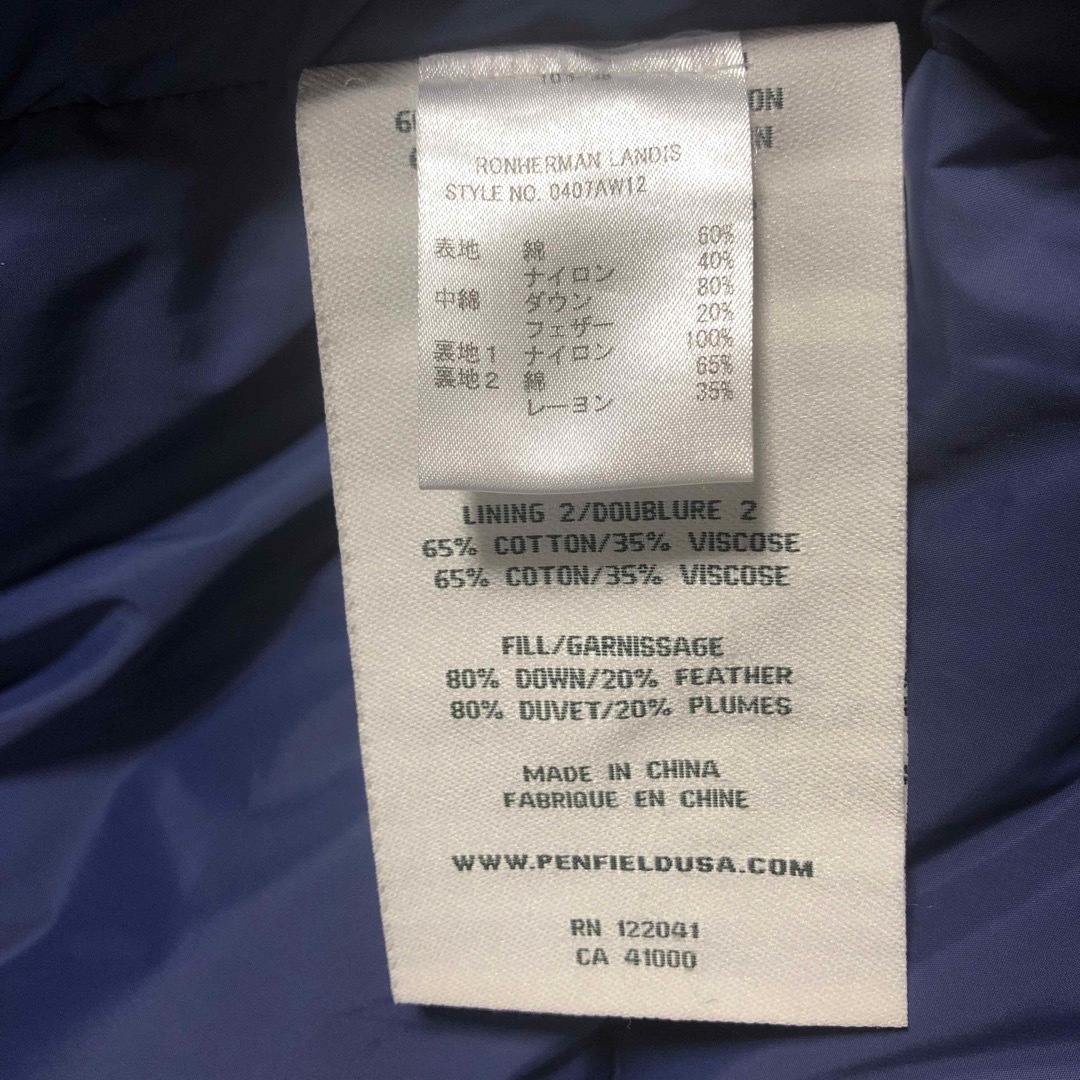 RONHERMAN LANDIS
STYLE NO. 0407AW12
表地 綿 60%
ナイロン 40%
中綿 ダウン 80%
フェザー 20%
裏地1 ナイロン 100%
裏地2 綿 65%
レーヨン 35%
LINING 2/DOUBLURE 2
65% COTTON/35% VISCOSE
65% COTON/35% VISCOSE
FILL/GARNISSAGE
80% DOWN/20% FEATHER
80% DUVET/20% PLUMES
MADE IN CHINA
FABRIQUE EN CHINE
WWW.PENFIELDUSA.COM
RN 122041
CA 41000